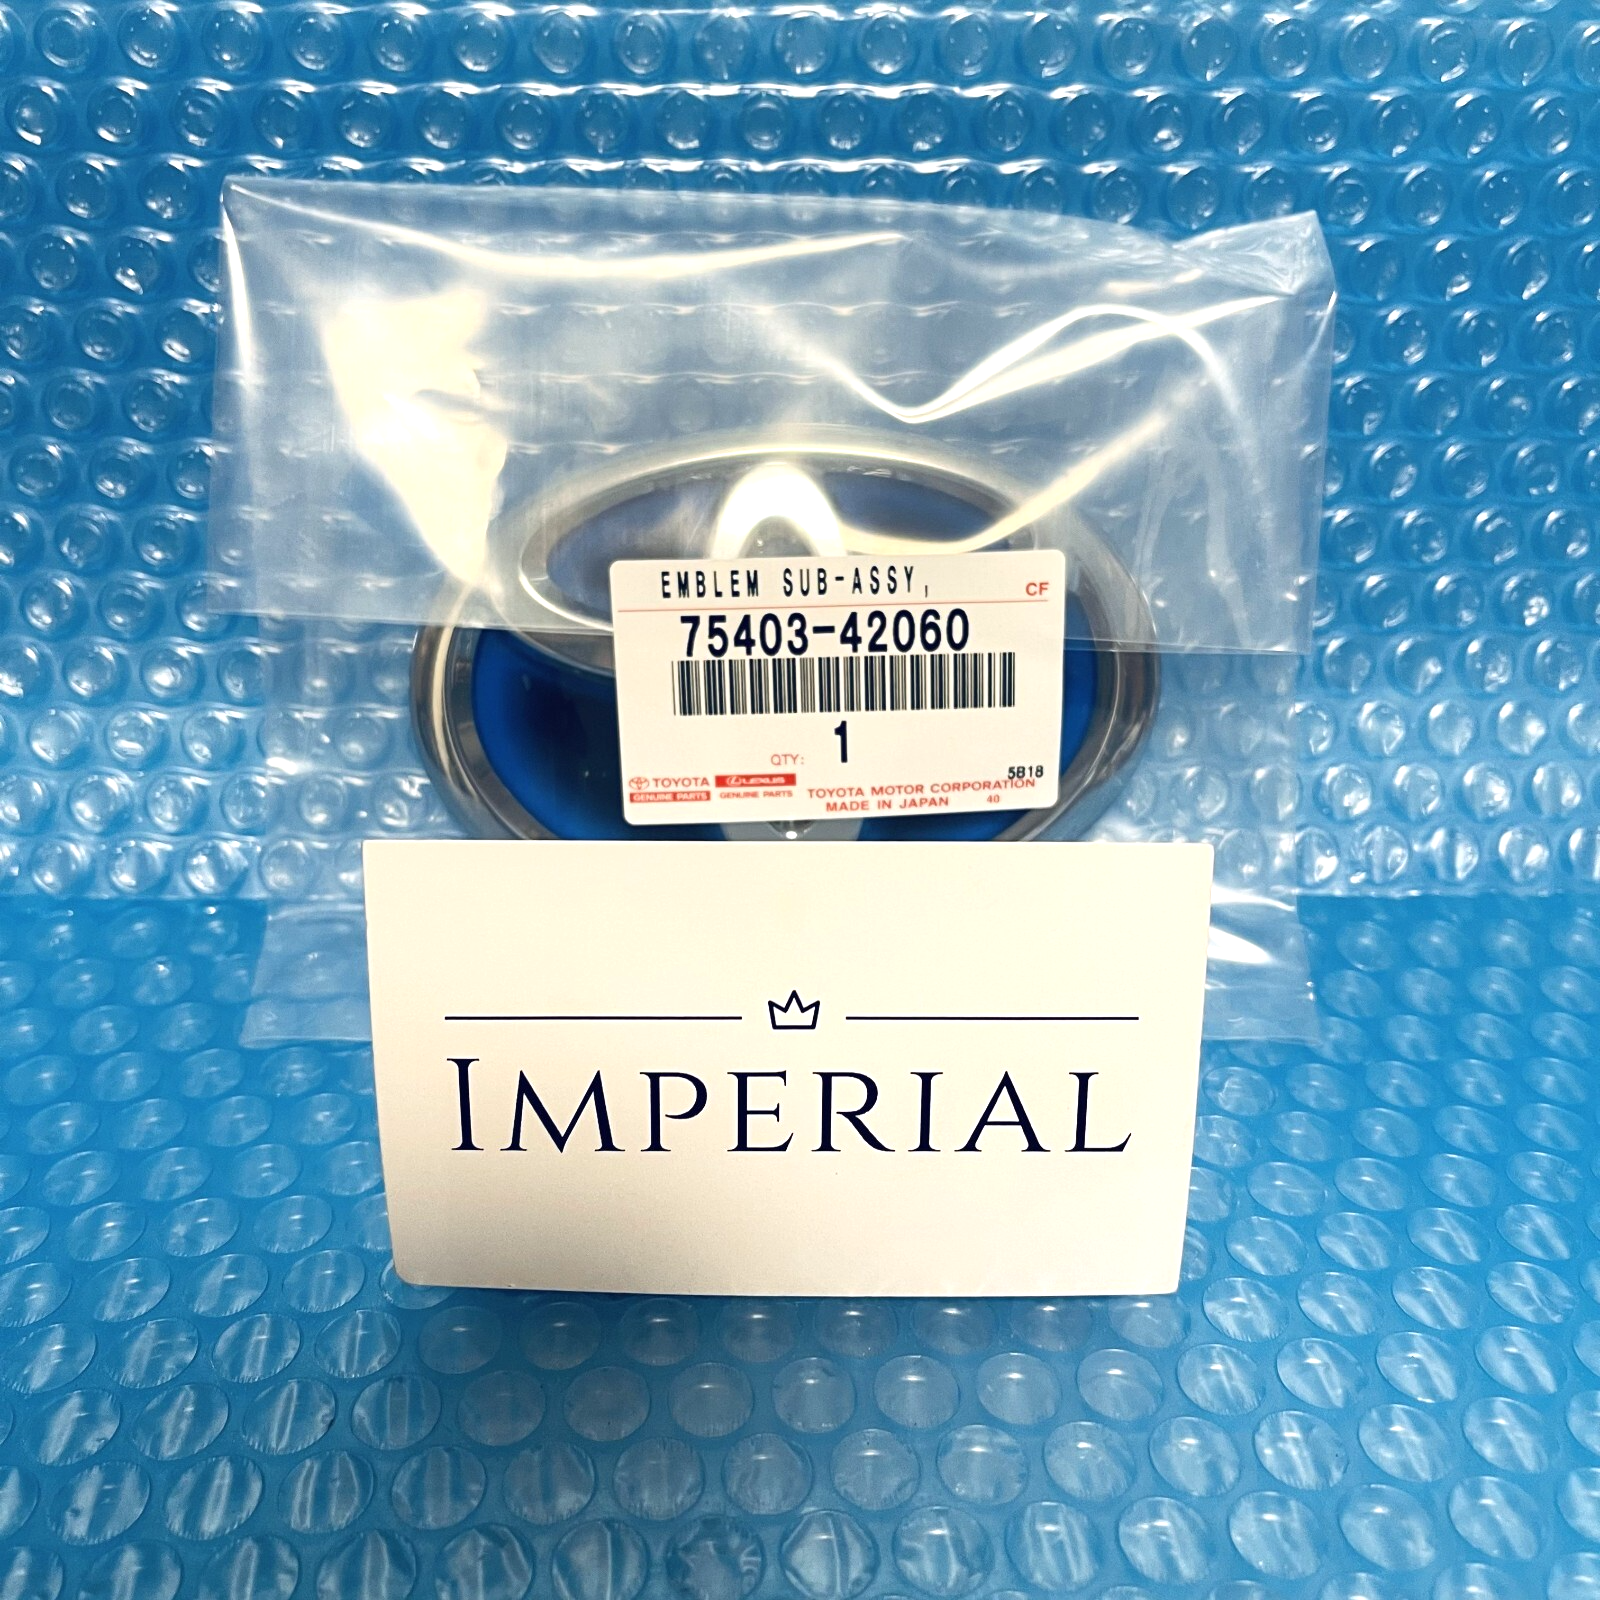 EMBLEM SUB-ASSY,
CF
75403-42060
1
QTY:
5B18
TOYOTA LEXUS TOYOTA MOTOR CORPORATION
GENUINE PARTS GENUINE PARTS MADE IN JAPAN 40
IMPERIAL